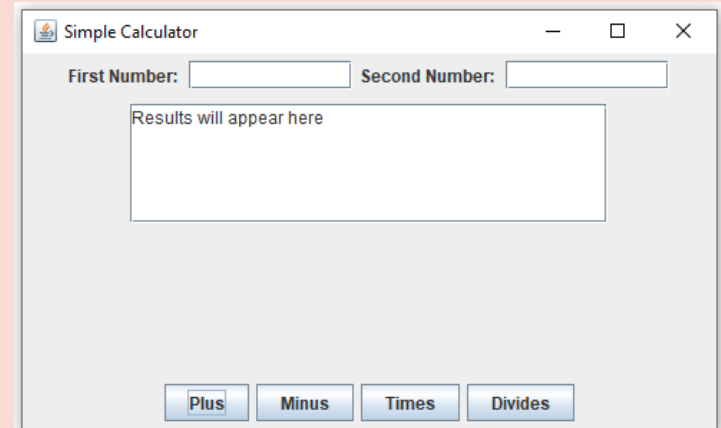 Simple Calculator
First Number: Second Number:
Results will appear here
Plus Minus Times Divides